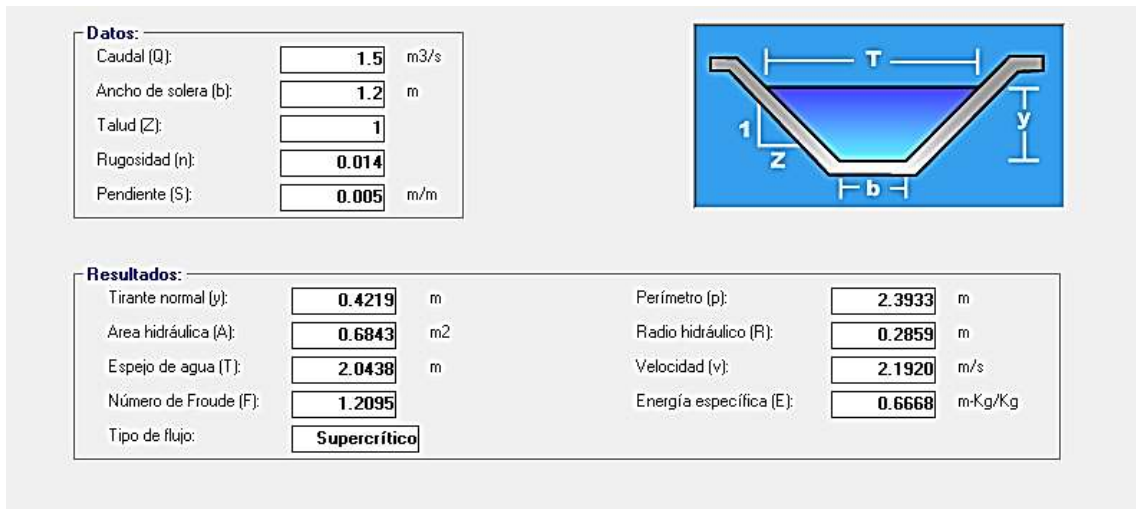 Datos:
Caudal (Q): 1.5 m3/s
Ancho de solera (b): 1.2 m
Talud (Z): 1
Rugosidad (n): 0.014
Pendiente (S): 0.005 m/m
T
1
Z
b
y
Resultados:
Tirante normal (y): 0.4219 m Perímetro (p): 2.3933 m
Area hidráulica (A): 0.6843 m2 Radio hidráulico (R): 0.2859 m
Espejo de agua (T): 2.0438 m Velocidad (v): 2.1920 m/s
Número de Froude (F): 1.2095 Energía específica (E): 0.6668 m-Kg/Kg
Tipo de flujo: Supercrítico